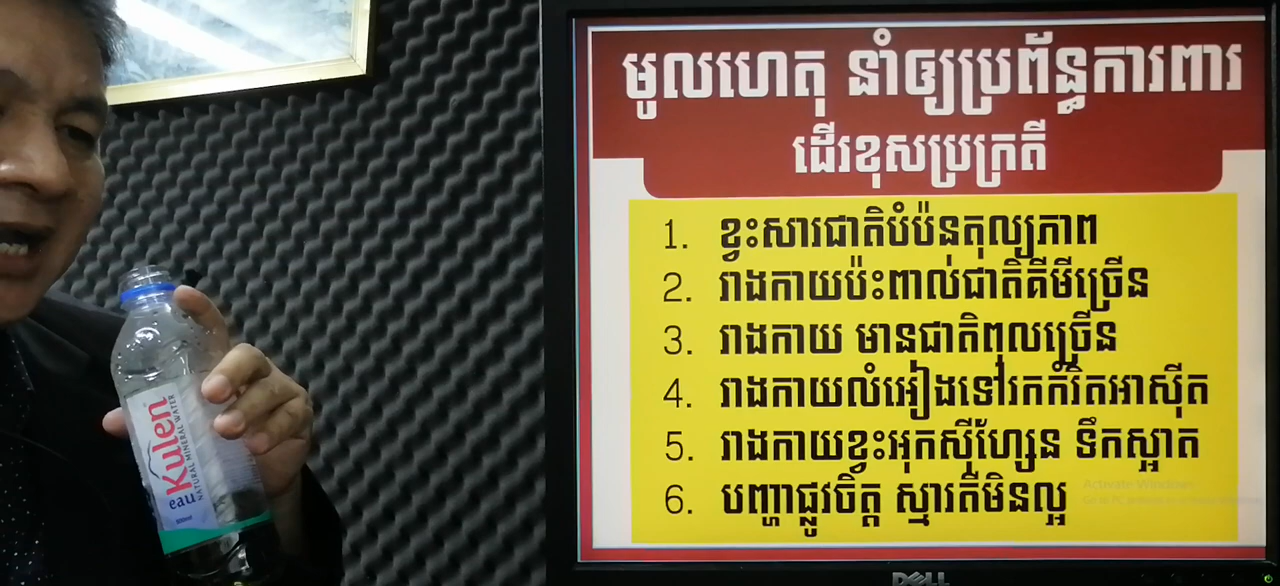 eau Kulen
NATURAL MINERAL WATER
500ml
មូលហេតុ នាំឲ្យប្រព័ន្ធការពារ
ដើរខុសប្រក្រតី
1. ខ្វះសារជាតិបំប៉នតុល្យភាព
2. រាងកាយប៉ះពាល់ជាតិគីមីច្រើន
3. រាងកាយ មានជាតិពុលច្រើន
4. រាងកាយលំអៀងទៅរកកំរិតអាស៊ីត
5. រាងកាយខ្វះអុកស៊ីហ្សែន ទឹកស្អាត
6. បញ្ហាផ្លូវចិត្ត ស្មារតីមិនល្អ
Activate Windows
DELL